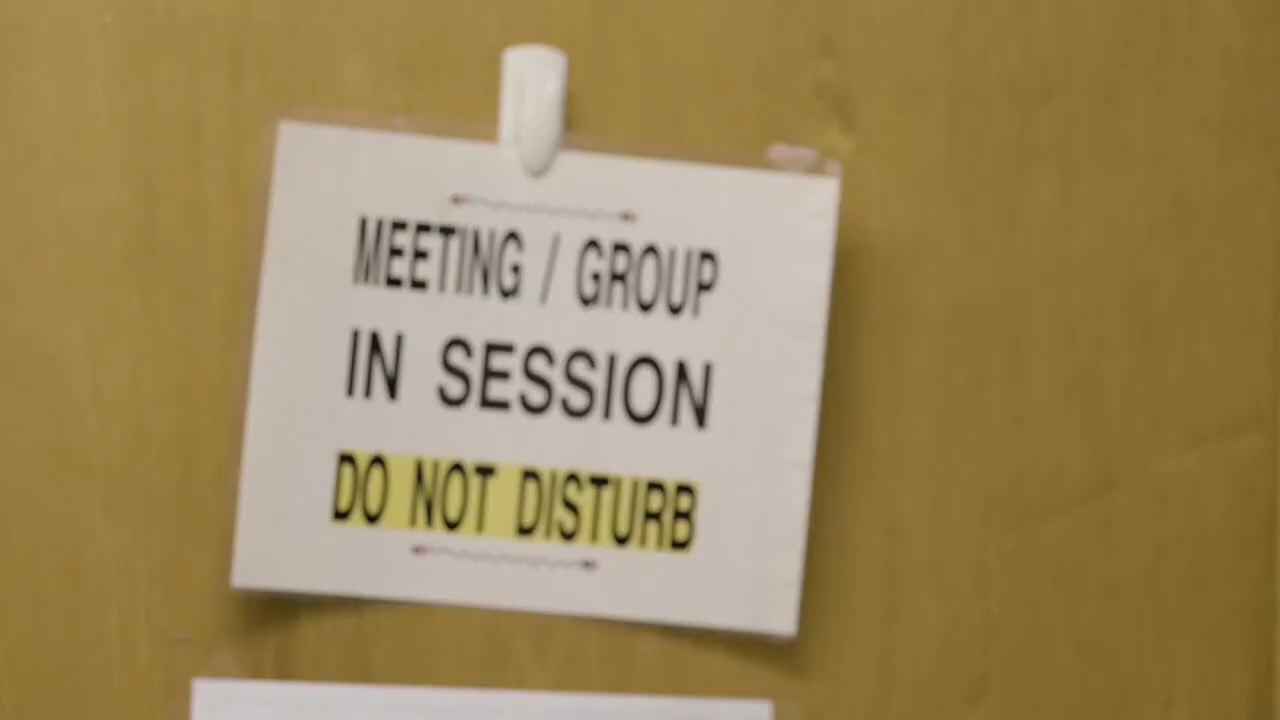 MEETING / GROUP
IN SESSION
DO NOT DISTURB